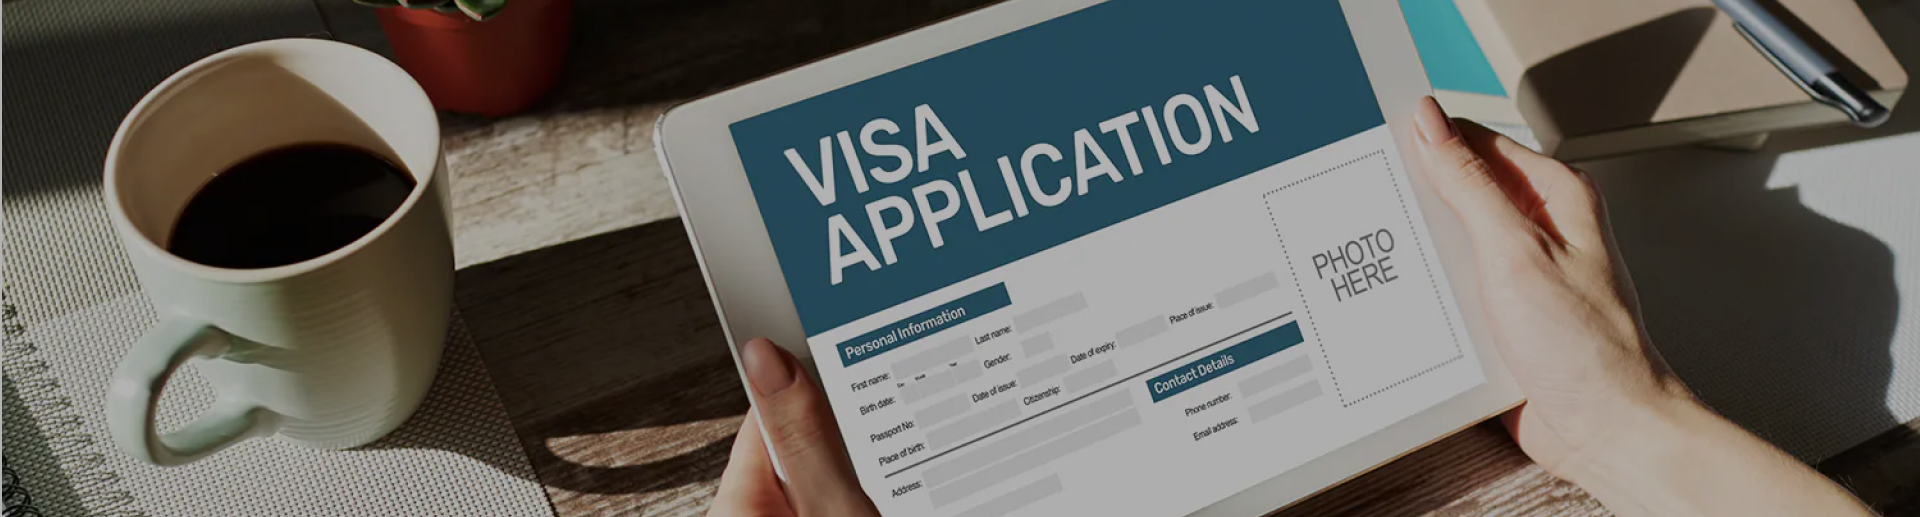 VISA
APPLICATION
PHOTO
HERE
Personal Information
First name:
Last name:
Birth date:
Gender:
Passport No:
Date of issue:
Date of expiry:
Place of issue:
Place of birth:
Citizenship:
Address:
Contact Details
Phone number:
Email address: